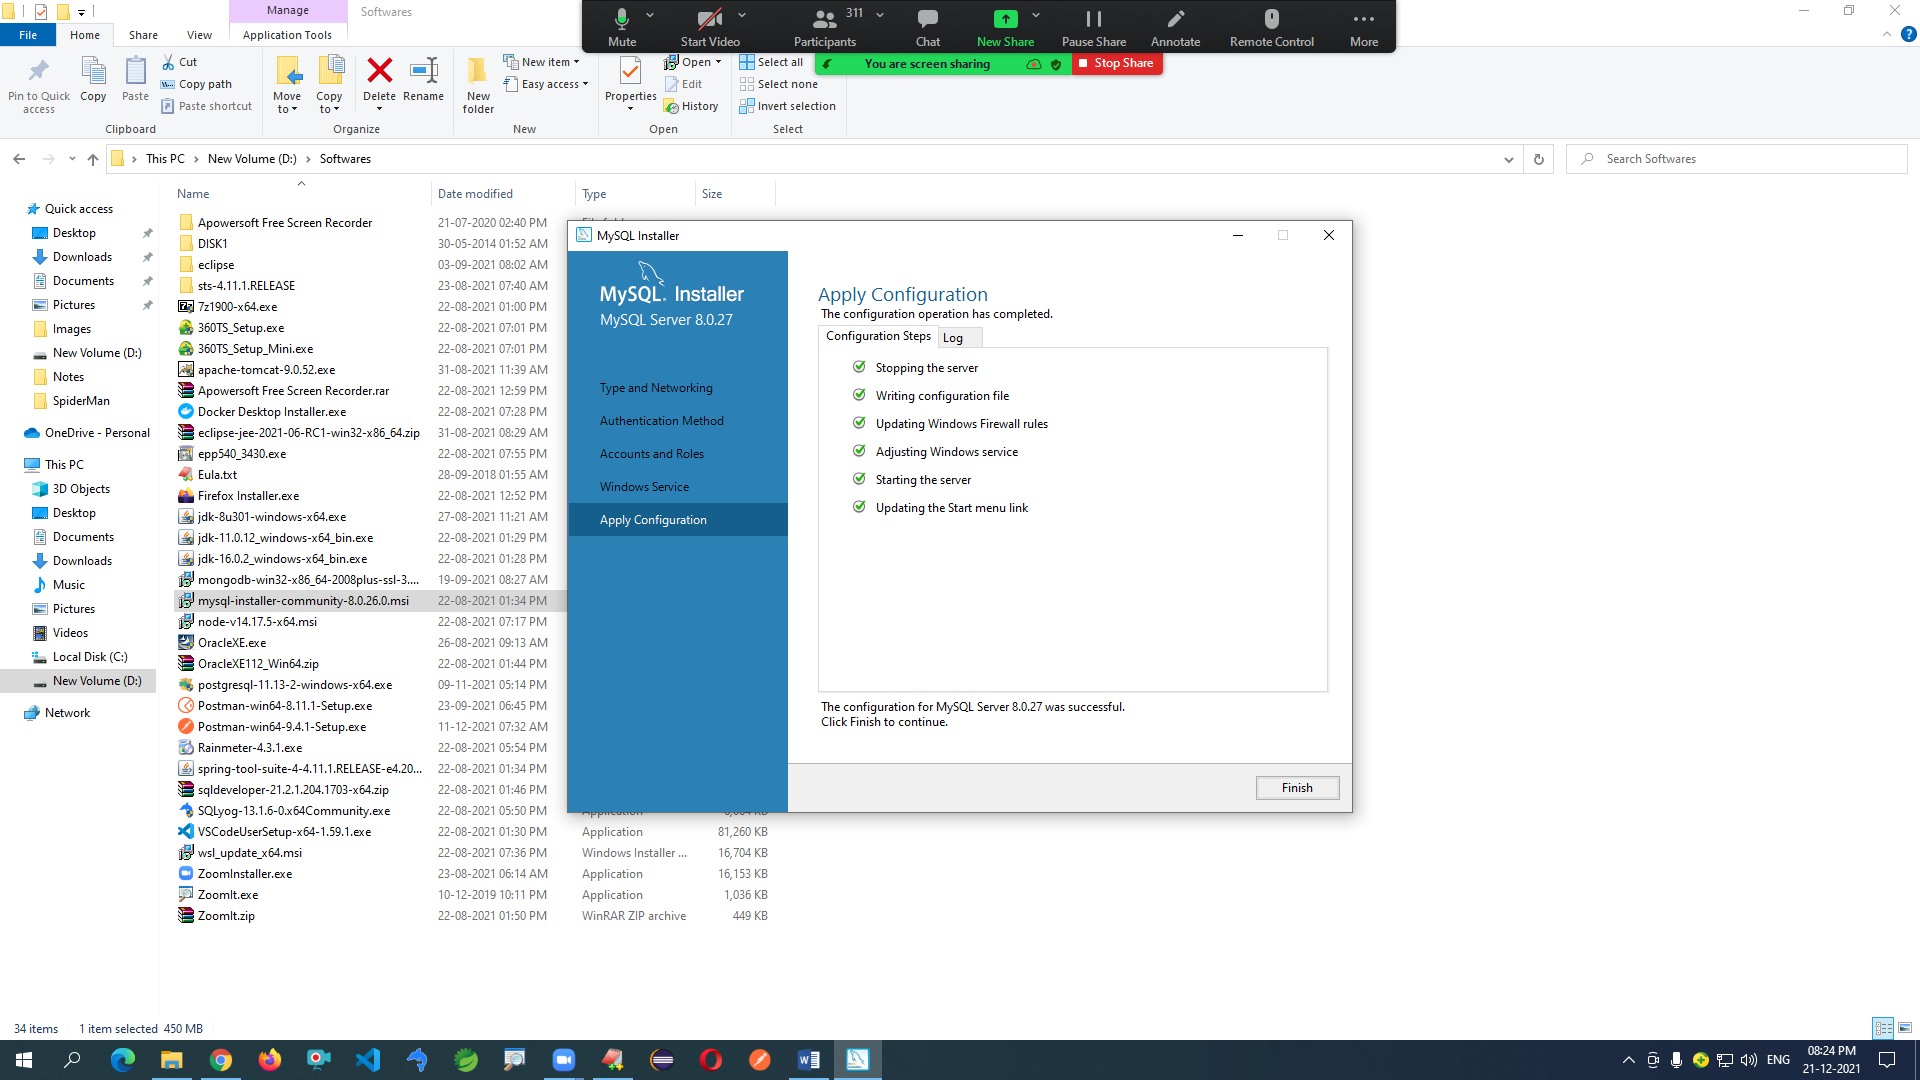 Manage
Softwares
File
Home
Share
View
Application Tools
Mute
Start Video
Participants
311
Chat
New Share
Pause Share
Annotate
Remote Control
More
You are screen sharing
Stop Share
Pin to Quick access
Copy
Paste
Cut
Copy path
Paste shortcut
Clipboard
Move to
Copy to
Delete
Rename
Organize
New folder
New item
Easy access
New
Properties
Open
Edit
History
Open
Select all
Select none
Invert selection
Select
This PC
New Volume (D:)
Softwares
Search Softwares
Name
Date modified
Type
Size
Quick access
Desktop
Downloads
Documents
Pictures
Images
New Volume (D:)
Notes
SpiderMan
OneDrive - Personal
This PC
3D Objects
Desktop
Documents
Downloads
Music
Pictures
Videos
Local Disk (C:)
New Volume (D:)
Network
Apowersoft Free Screen Recorder 21-07-2020 02:40 PM
DISK1 30-05-2014 01:52 AM
eclipse 03-09-2021 08:02 AM
sts-4.11.1.RELEASE 23-08-2021 07:40 AM
7z1900-x64.exe 22-08-2021 01:00 PM
360TS_Setup.exe 22-08-2021 07:01 PM
360TS_Setup_Mini.exe 22-08-2021 07:01 PM
apache-tomcat-9.0.52.exe 31-08-2021 11:39 AM
Apowersoft Free Screen Recorder.rar 22-08-2021 12:59 PM
Docker Desktop Installer.exe 22-08-2021 07:28 PM
eclipse-jee-2021-06-RC1-win32-x86_64.zip 31-08-2021 08:29 AM
epp540_3430.exe 22-08-2021 07:55 PM
Eula.txt 28-09-2018 01:55 AM
Firefox Installer.exe 22-08-2021 12:52 PM
jdk-8u301-windows-x64.exe 27-08-2021 11:21 AM
jdk-11.0.12_windows-x64_bin.exe 22-08-2021 01:29 PM
jdk-16.0.2_windows-x64_bin.exe 22-08-2021 01:28 PM
mongodb-win32-x86_64-2008plus-ssl-3.... 19-09-2021 08:27 AM
mysql-installer-community-8.0.26.0.msi 22-08-2021 01:34 PM
node-v14.17.5-x64.msi 22-08-2021 07:17 PM
OracleXE.exe 26-08-2021 09:13 AM
OracleXE112_Win64.zip 22-08-2021 01:44 PM
postgresql-11.13-2-windows-x64.exe 09-11-2021 05:14 PM
Postman-win64-8.11.1-Setup.exe 23-09-2021 06:45 PM
Postman-win64-9.4.1-Setup.exe 11-12-2021 07:32 AM
Rainmeter-4.3.1.exe 22-08-2021 05:54 PM
spring-tool-suite-4-4.11.1.RELEASE-e4.20... 22-08-2021 01:34 PM
sqldeveloper-21.2.1.204.1703-x64.zip 22-08-2021 01:46 PM
SQLyog-13.1.6-0.x64Community.exe 22-08-2021 05:50 PM Application
VSCodeUserSetup-x64-1.59.1.exe 22-08-2021 01:30 PM Application 81,260 KB
wsl_update_x64.msi 22-08-2021 07:36 PM Windows Installer ... 16,704 KB
ZoomInstaller.exe 23-08-2021 06:14 AM Application 16,153 KB
ZoomIt.exe 10-12-2019 10:11 PM Application 1,036 KB
ZoomIt.zip 22-08-2021 01:50 PM WinRAR ZIP archive 449 KB
MySQL Installer
MySQL Installer
MySQL Server 8.0.27
Type and Networking
Authentication Method
Accounts and Roles
Windows Service
Apply Configuration
Apply Configuration
The configuration operation has completed.
Configuration Steps
Log
Stopping the server
Writing configuration file
Updating Windows Firewall rules
Adjusting Windows service
Starting the server
Updating the Start menu link
The configuration for MySQL Server 8.0.27 was successful.
Click Finish to continue.
Finish
34 items
1 item selected 450 MB
ENG
08:24 PM
21-12-2021